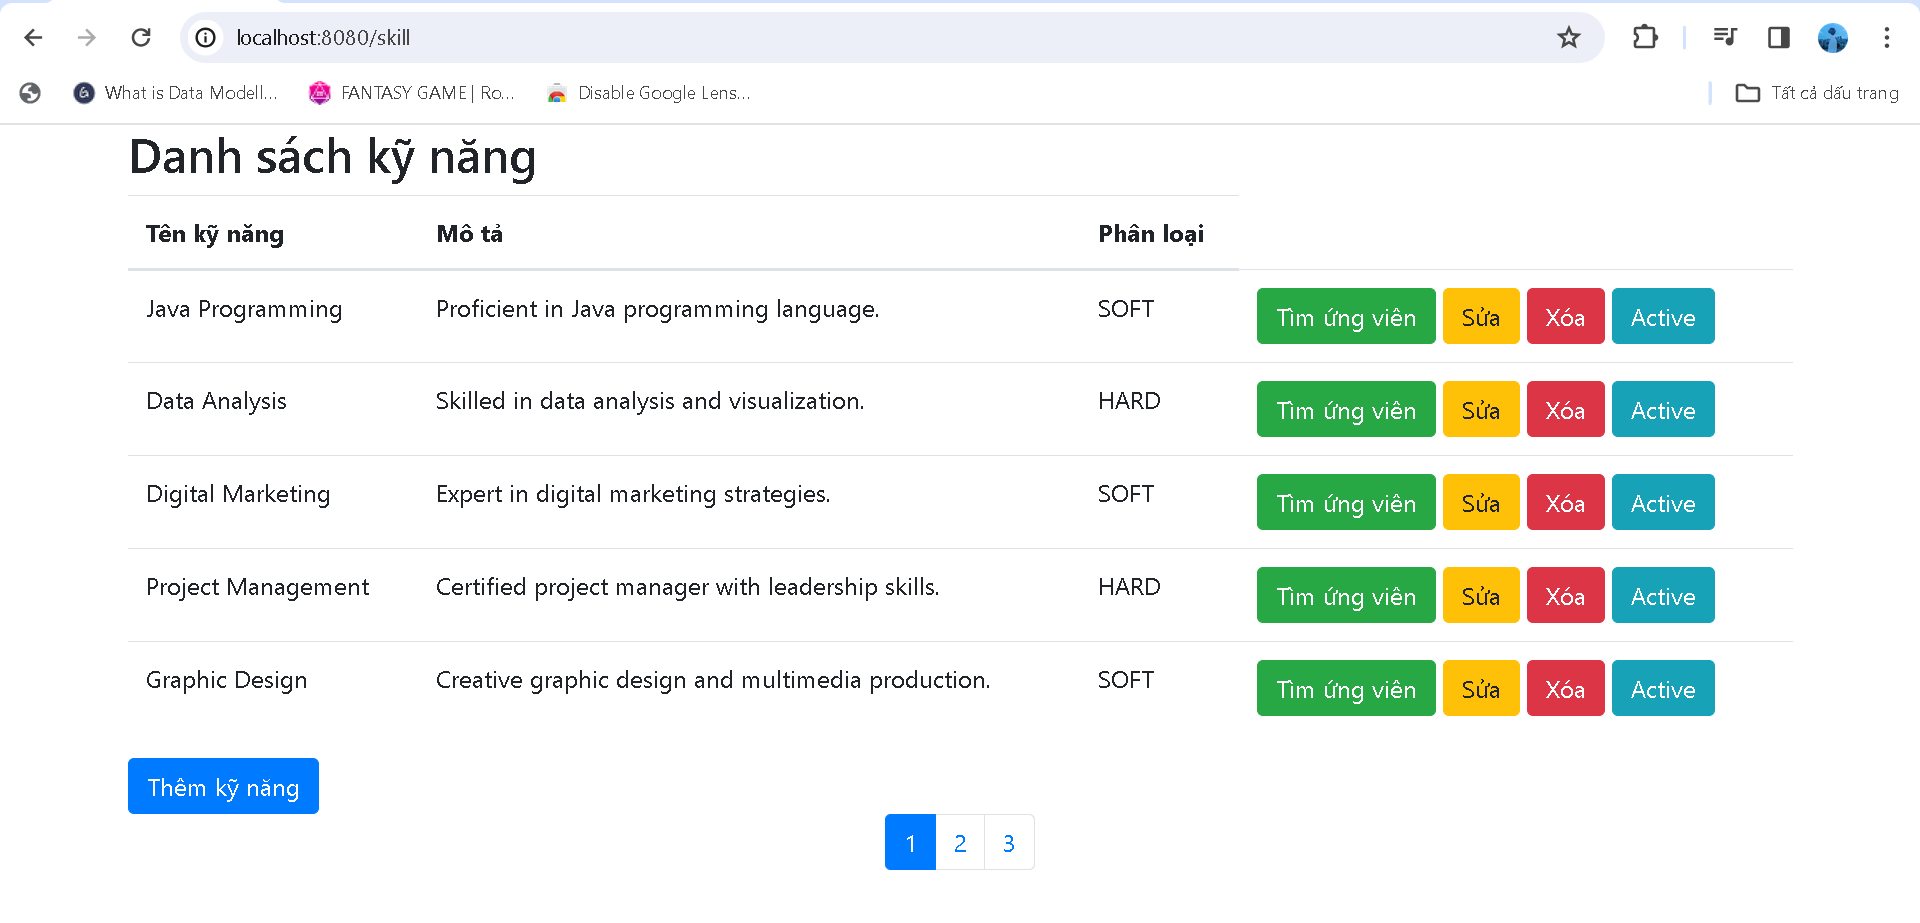 localhost:8080/skill
What is Data Modell... FANTASY GAME | Ro... Disable Google Lens... Tất cả dấu trang
Danh sách kỹ năng
Tên kỹ năng Mô tả Phân loại
Java Programming Proficient in Java programming language. SOFT Tìm ứng viên Sửa Xóa Active
Data Analysis Skilled in data analysis and visualization. HARD Tìm ứng viên Sửa Xóa Active
Digital Marketing Expert in digital marketing strategies. SOFT Tìm ứng viên Sửa Xóa Active
Project Management Certified project manager with leadership skills. HARD Tìm ứng viên Sửa Xóa Active
Graphic Design Creative graphic design and multimedia production. SOFT Tìm ứng viên Sửa Xóa Active
Thêm kỹ năng
1 2 3